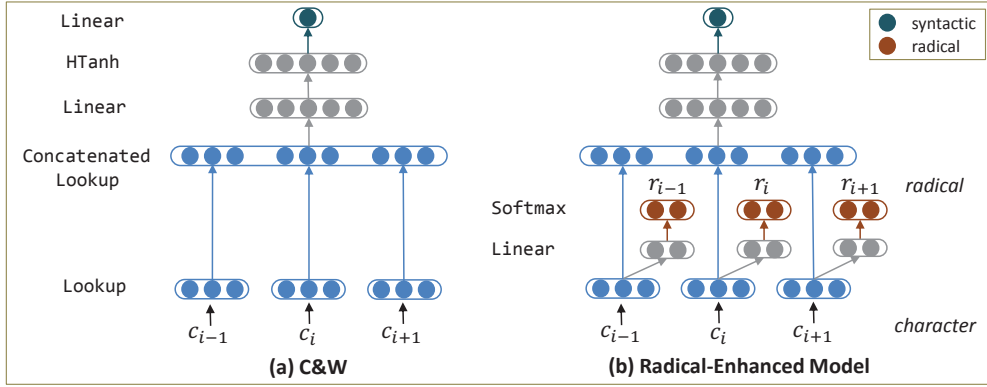 Linear
HTanh
Linear
Concatenated
Lookup
Lookup
c_{i-1} c_i c_{i+1}
(a) C&W
syntactic
radical
r_{i-1} r_i r_{i+1}
radical
Softmax
Linear
c_{i-1} c_i c_{i+1}
character
(b) Radical-Enhanced Model